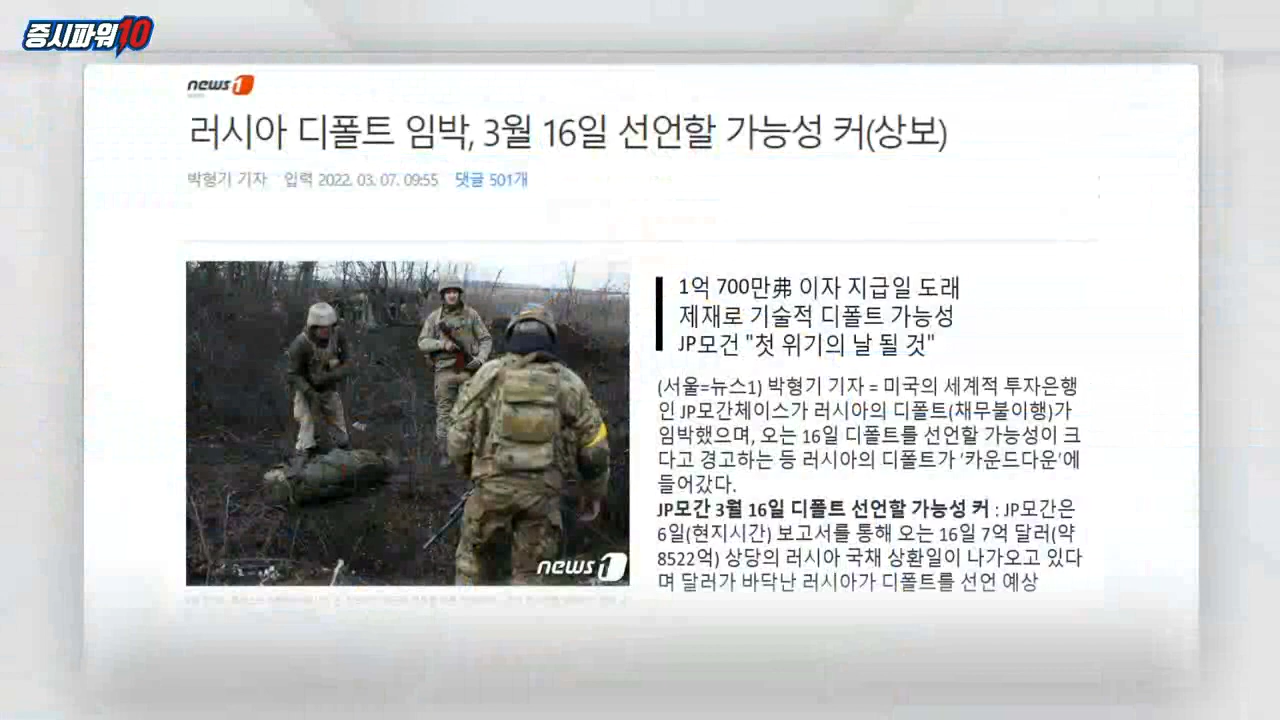 증시파워10
news1
러시아 디폴트 임박, 3월 16일 선언할 가능성 커(상보)
박형기 기자 입력 2022. 03. 07. 09:55 댓글 501개
1억 700만弗 이자 지급일 도래
제재로 기술적 디폴트 가능성
JP모건 "첫 위기의 날 될 것"
(서울=뉴스1) 박형기 기자 = 미국의 세계적 투자은행
인 JP모간체이스가 러시아의 디폴트(채무불이행)가
임박했으며, 오는 16일 디폴트를 선언할 가능성이 크
다고 경고하는 등 러시아의 디폴트가 '카운드다운'에
들어갔다.
JP모간 3월 16일 디폴트 선언할 가능성 커 : JP모간은
6일(현지시간) 보고서를 통해 오는 16일 7억 달러(약
8522억) 상당의 러시아 국채 상환일이 나가오고 있다
며 달러가 바닥난 러시아가 디폴트를 선언 예상
news1